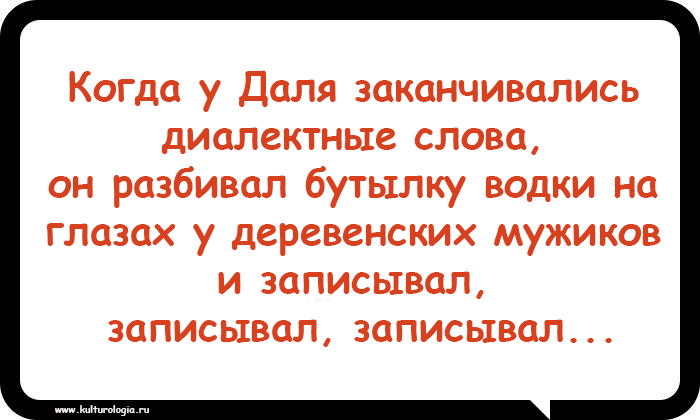 Когда у Даля заканчивались
диалектные слова,
он разбивал бутылку водки на
глазах у деревенских мужиков
и записывал,
записывал, записывал...
www.kulturologia.ru